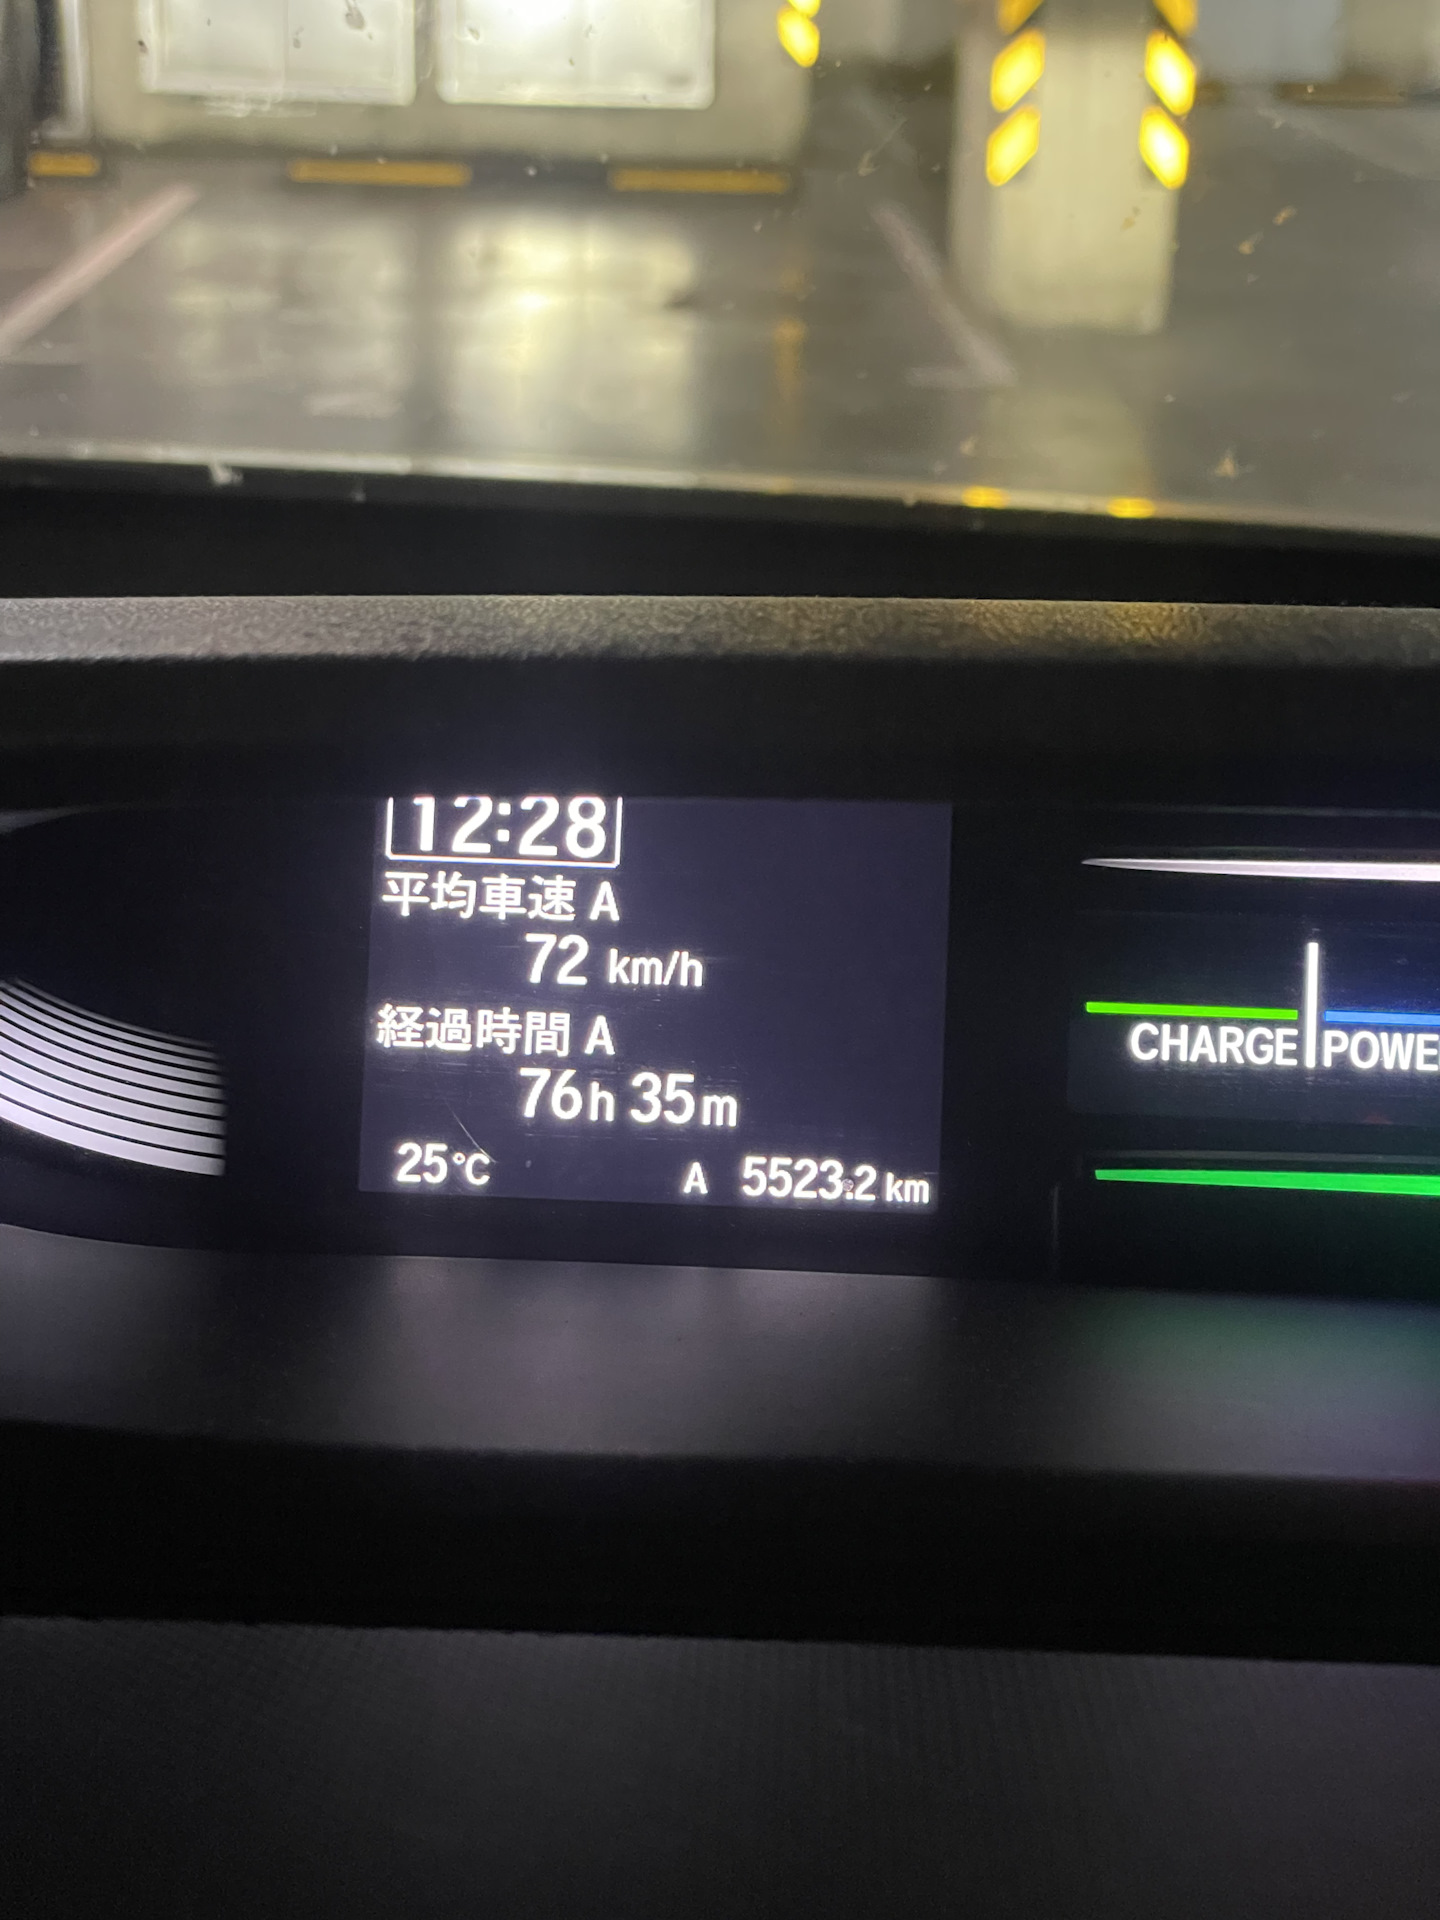 12:28
平均車速 A
72 km/h
経過時間 A
76h 35m
25℃ A 5523.2 km
CHARGE POWE